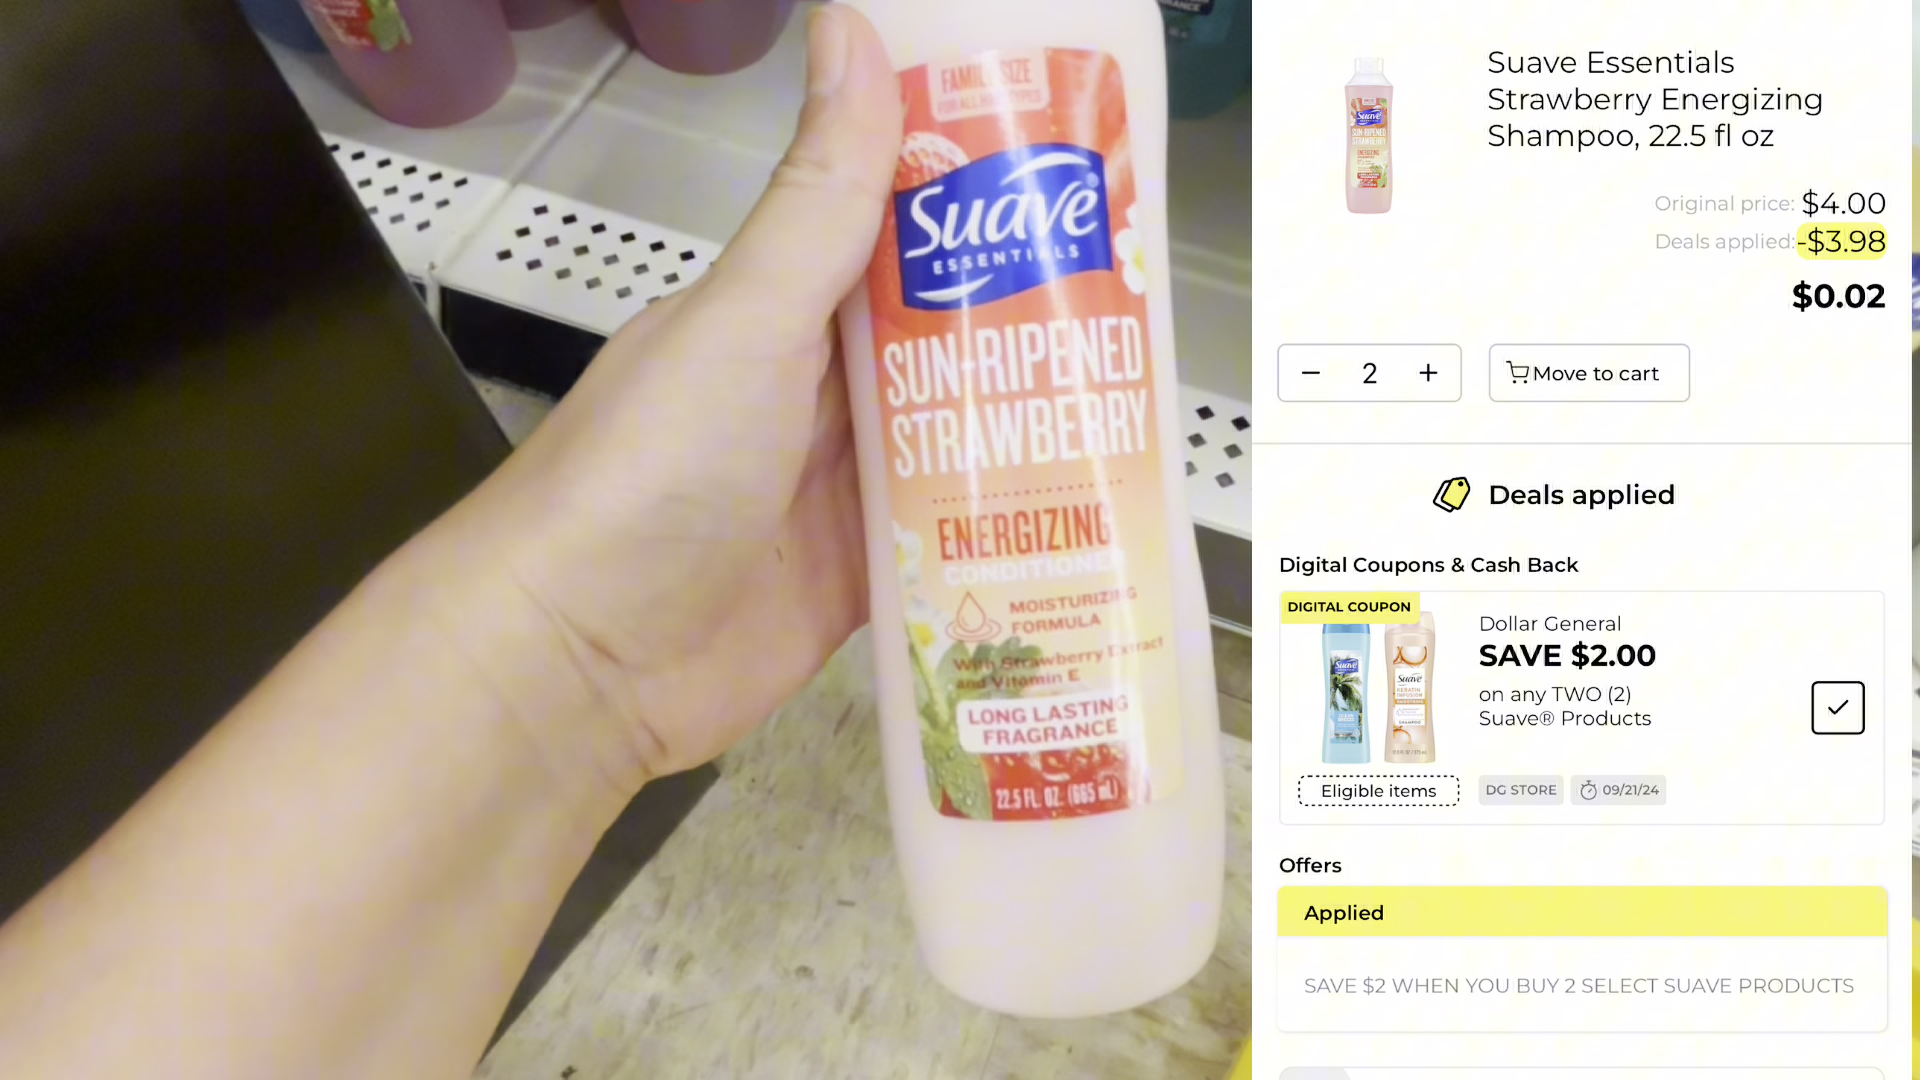 FAMILY SIZE
FOR ALL HAIR TYPES
Suave®
ESSENTIALS
SUN-RIPENED
STRAWBERRY
ENERGIZING
CONDITIONER
MOISTURIZING
FORMULA
With Strawberry Extract
and Vitamin E
LONG LASTING
FRAGRANCE
22.5 FL. OZ. (665 mL)
Suave Essentials
Strawberry Energizing
Shampoo, 22.5 fl oz
Original price: $4.00
Deals applied: -$3.98
$0.02
2
Move to cart
Deals applied
Digital Coupons & Cash Back
DIGITAL COUPON
Dollar General
SAVE $2.00
on any TWO (2)
Suave® Products
Eligible items
DG STORE
09/21/24
Offers
Applied
SAVE $2 WHEN YOU BUY 2 SELECT SUAVE PRODUCTS